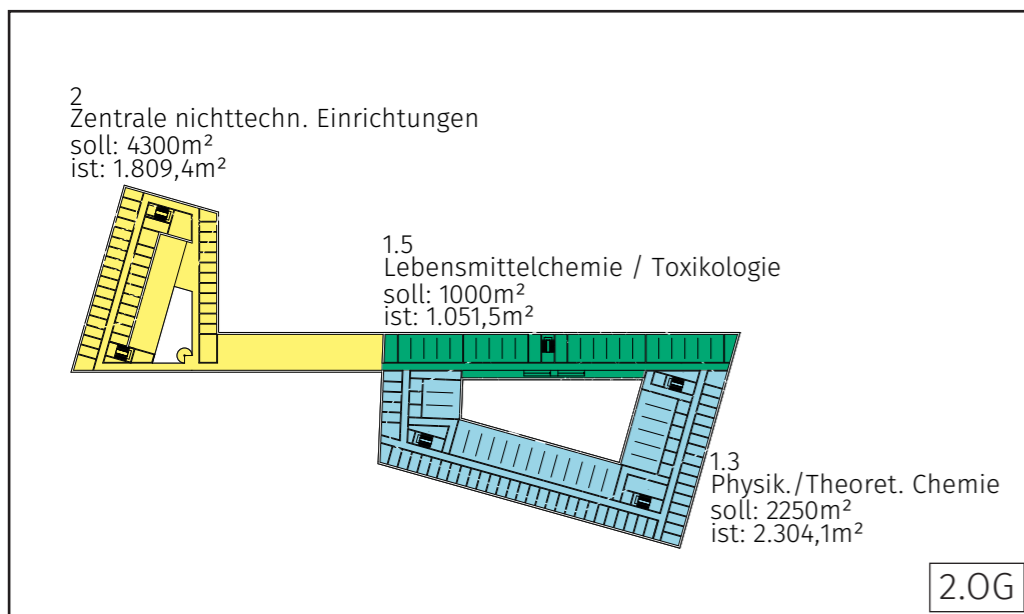 2
Zentrale nichttechn. Einrichtungen
soll: 4300m²
ist: 1.809,4m²
1.5
Lebensmittelchemie / Toxikologie
soll: 1000m²
ist: 1.051,5m²
1.3
Physik./Theoret. Chemie
soll: 2250m²
ist: 2.304,1m²
2.OG